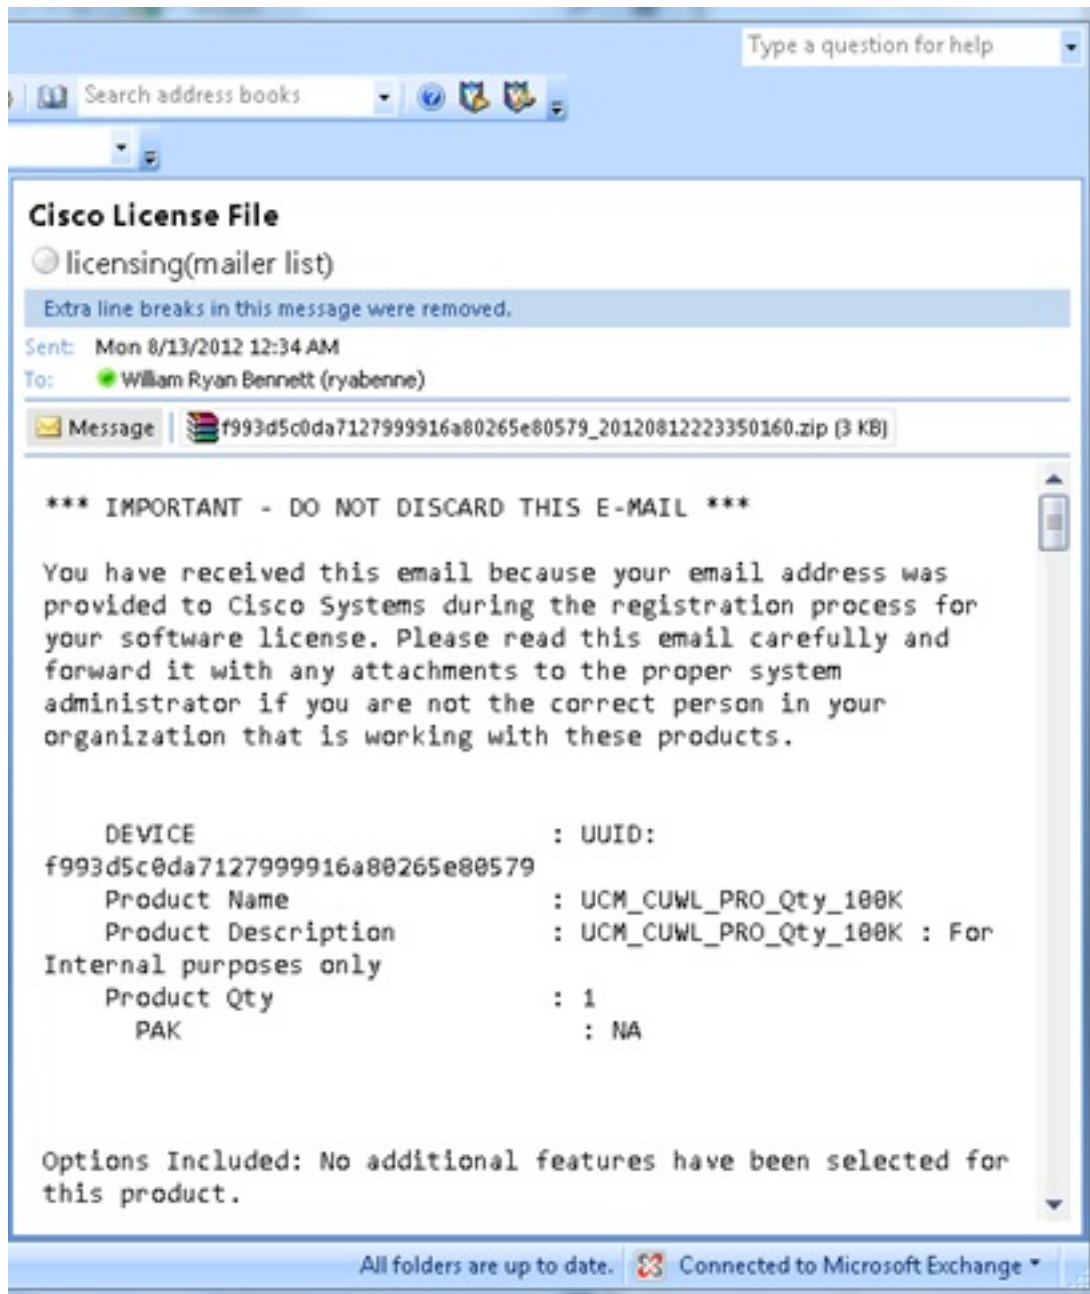 Type a question for help
Search address books
Cisco License File
licensing(mailer list)
Extra line breaks in this message were removed.
Sent: Mon 8/13/2012 12:34 AM
To: William Ryan Bennett (ryabenne)
Message f993d5c0da7127999916a80265e80579_20120812223350160.zip (3 KB)
*** IMPORTANT - DO NOT DISCARD THIS E-MAIL ***
You have received this email because your email address was
provided to Cisco Systems during the registration process for
your software license. Please read this email carefully and
forward it with any attachments to the proper system
administrator if you are not the correct person in your
organization that is working with these products.
DEVICE : UUID:
f993d5c0da7127999916a80265e80579
Product Name : UCM_CUWL_PRO_Qty_100K
Product Description : UCM_CUWL_PRO_Qty_100K : For
Internal purposes only
Product Qty : 1
PAK : NA
Options Included: No additional features have been selected for
this product.
All folders are up to date. Connected to Microsoft Exchange